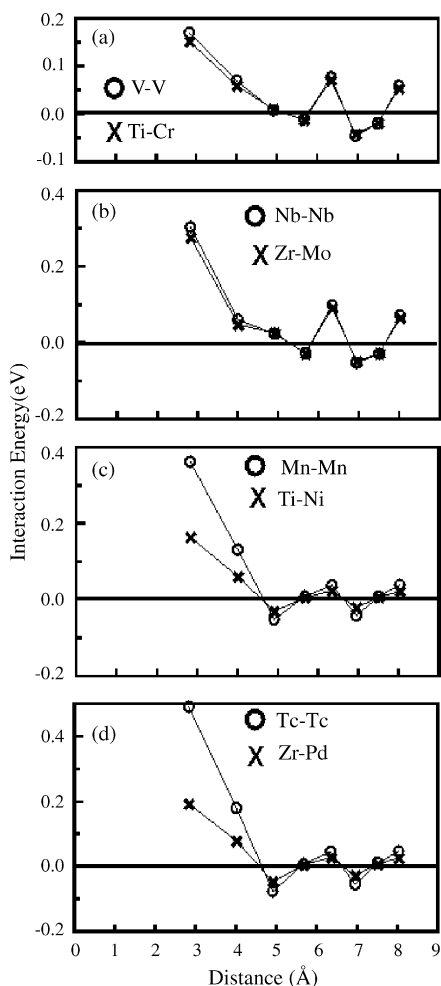 0.2
(a)
0.1
V-V
0.0
Ti-Cr
-0.1
(b)
0.4
Nb-Nb
Zr-Mo
0.2
0.0
-0.2
0.4
(c)
Mn-Mn
Ti-Ni
0.2
0.0
-0.2
(d)
Tc-Tc
0.4
Zr-Pd
0.2
0.0
-0.2
0 1 2 3 4 5 6 7 8 9
Distance (Å)
Interaction Energy(eV)